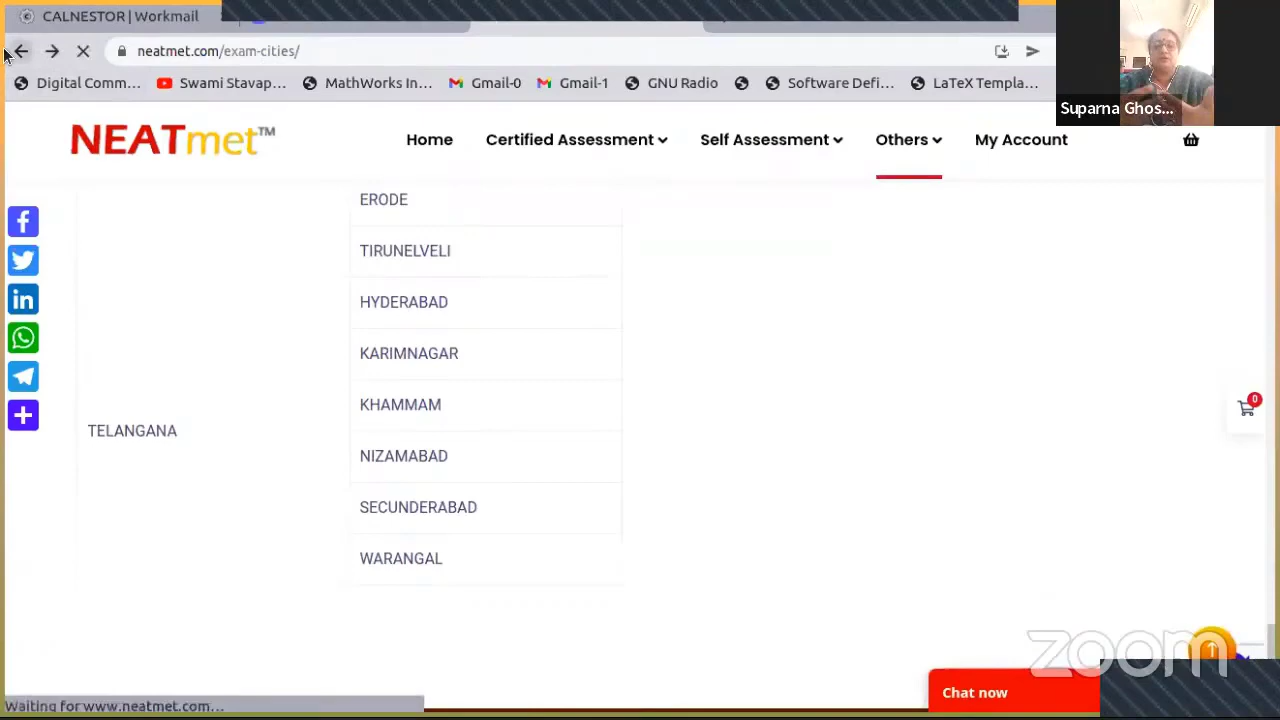 CALNESTOR | Workmail
neatmet.com/exam-cities/
Digital Comm... Swami Stavap... MathWorks In... Gmail-0 Gmail-1 GNU Radio Software Defi... LaTeX Templa...
Suparna Ghos...
NEATmet™ Home Certified Assessment Self Assessment Others My Account
ERODE
TIRUNELVELI
HYDERABAD
KARIMNAGAR
KHAMMAM
TELANGANA
NIZAMABAD
SECUNDERABAD
WARANGAL
0
zoom
Chat now
Waiting for www.neatmet.com...